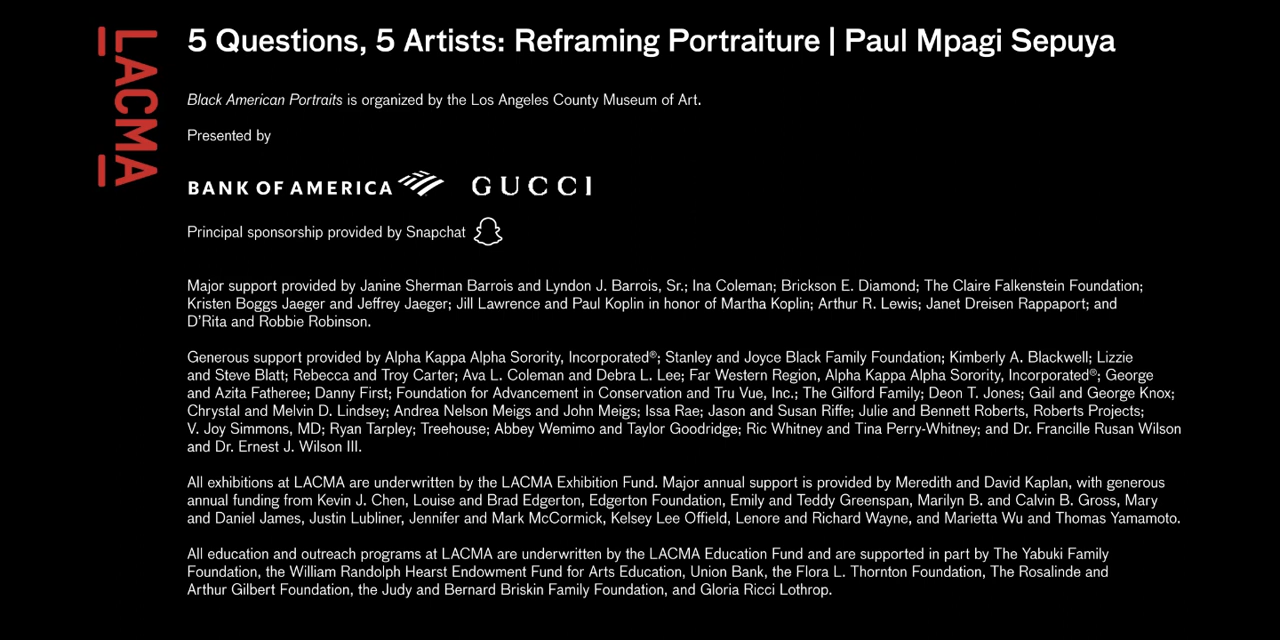 LACMA
5 Questions, 5 Artists: Reframing Portraiture | Paul Mpagi Sepuya
Black American Portraits is organized by the Los Angeles County Museum of Art.
Presented by
BANK OF AMERICA GUCCI
Principal sponsorship provided by Snapchat
Major support provided by Janine Sherman Barrois and Lyndon J. Barrois, Sr.; Ina Coleman; Brickson E. Diamond; The Claire Falkenstein Foundation;
Kristen Boggs Jaeger and Jeffrey Jaeger; Jill Lawrence and Paul Koplin in honor of Martha Koplin; Arthur R. Lewis; Janet Dreisen Rappaport; and
D’Rita and Robbie Robinson.
Generous support provided by Alpha Kappa Alpha Sorority, Incorporated®; Stanley and Joyce Black Family Foundation; Kimberly A. Blackwell; Lizzie
and Steve Blatt; Rebecca and Troy Carter; Ava L. Coleman and Debra L. Lee; Far Western Region, Alpha Kappa Alpha Sorority, Incorporated®; George
and Azita Fatheree; Danny First; Foundation for Advancement in Conservation and Tru Vue, Inc.; The Gilford Family; Deon T. Jones; Gail and George Knox;
Chrystal and Melvin D. Lindsey; Andrea Nelson Meigs and John Meigs; Issa Rae; Jason and Susan Riffe; Julie and Bennett Roberts, Roberts Projects;
V. Joy Simmons, MD; Ryan Tarpley; Treehouse; Abbey Wemimo and Taylor Goodridge; Ric Whitney and Tina Perry-Whitney; and Dr. Francille Rusan Wilson
and Dr. Ernest J. Wilson III.
All exhibitions at LACMA are underwritten by the LACMA Exhibition Fund. Major annual support is provided by Meredith and David Kaplan, with generous
annual funding from Kevin J. Chen, Louise and Brad Edgerton, Edgerton Foundation, Emily and Teddy Greenspan, Marilyn B. and Calvin B. Gross, Mary
and Daniel James, Justin Lubliner, Jennifer and Mark McCormick, Kelsey Lee Offield, Lenore and Richard Wayne, and Marietta Wu and Thomas Yamamoto.
All education and outreach programs at LACMA are underwritten by the LACMA Education Fund and are supported in part by The Yabuki Family
Foundation, the William Randolph Hearst Endowment Fund for Arts Education, Union Bank, the Flora L. Thornton Foundation, The Rosalinde and
Arthur Gilbert Foundation, the Judy and Bernard Briskin Family Foundation, and Gloria Ricci Lothrop.